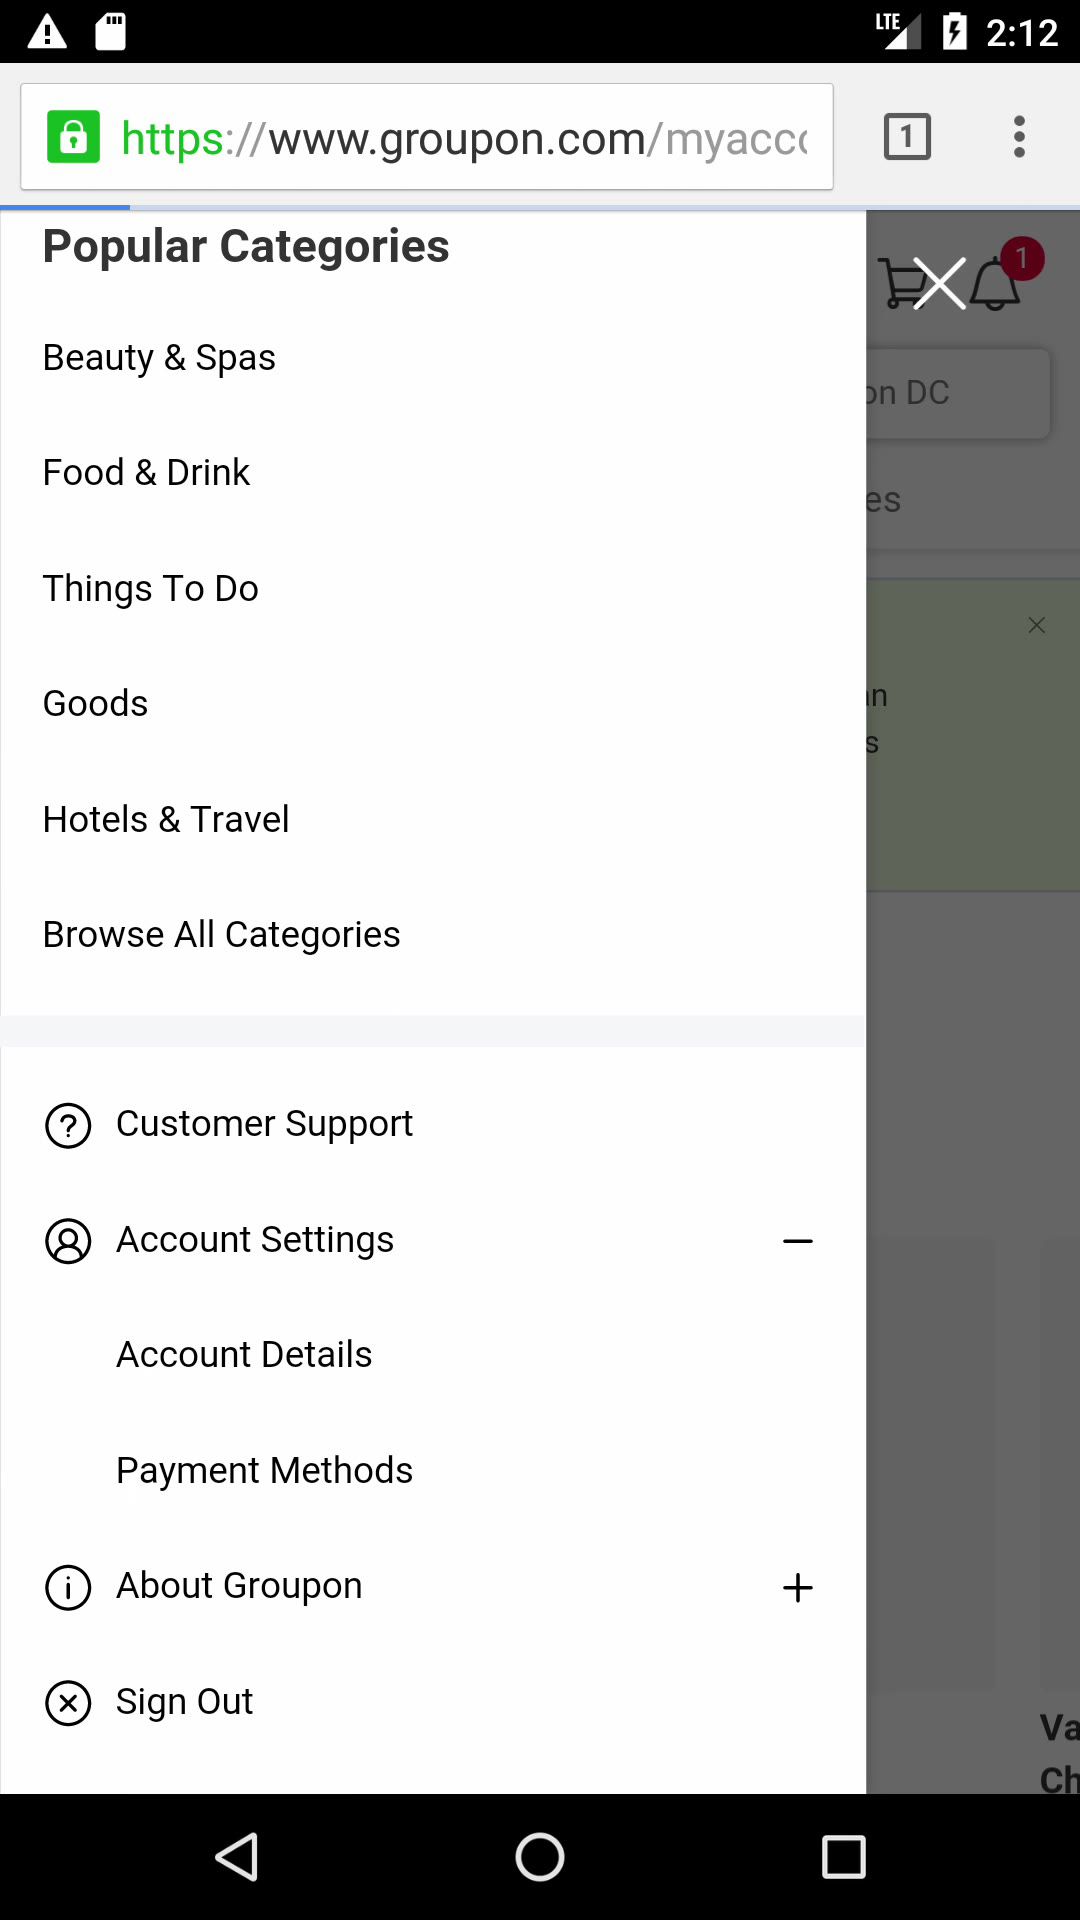 LTE 2:12
https://www.groupon.com/myacc
1
Popular Categories
1
Beauty & Spas
on DC
Food & Drink
es
Things To Do
an
s
Goods
Hotels & Travel
Browse All Categories
? Customer Support
Account Settings
Account Details
Payment Methods
i About Groupon
Sign Out
Va
Ch